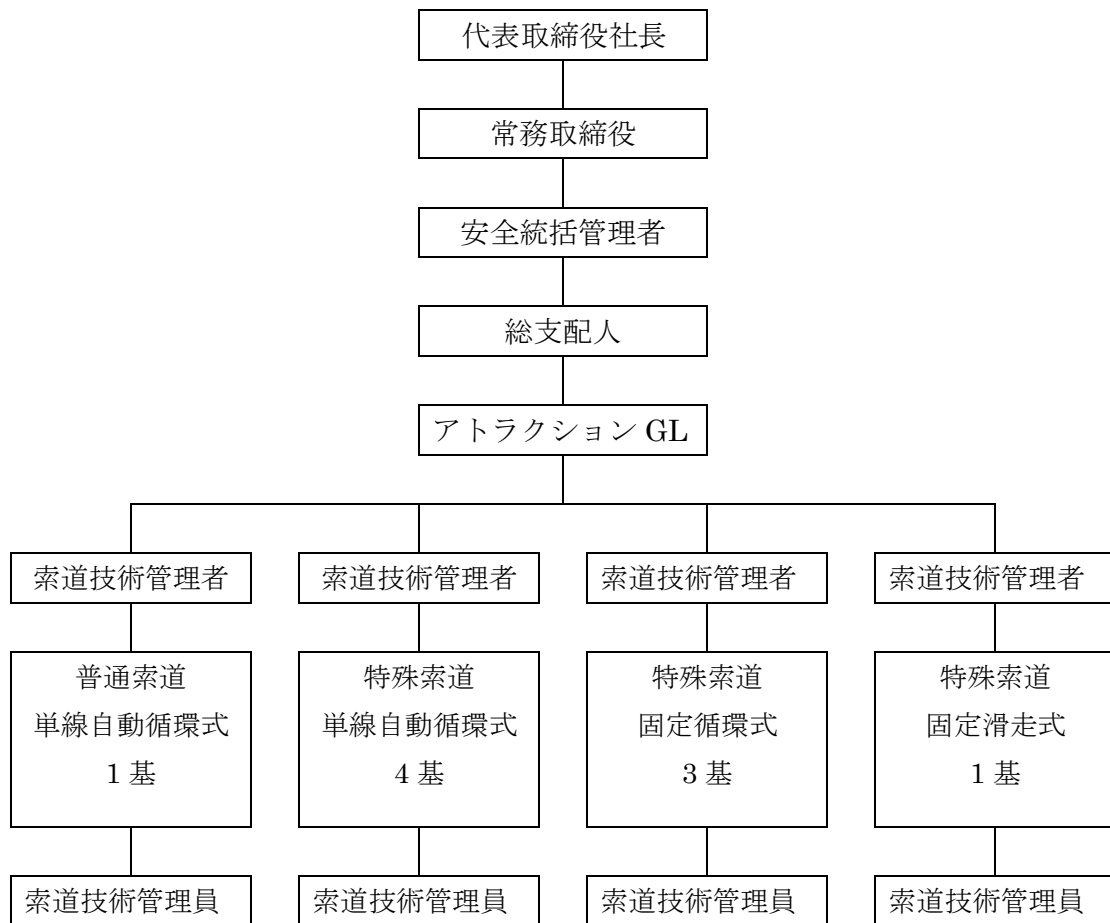 代表取締役社長
常務取締役
安全統括管理者
総支配人
アトラクション GL
索道技術管理者
索道技術管理者
索道技術管理者
索道技術管理者
普通索道
単線自動循環式
1 基
特殊索道
単線自動循環式
4 基
特殊索道
固定循環式
3 基
特殊索道
固定滑走式
1 基
索道技術管理員
索道技術管理員
索道技術管理員
索道技術管理員